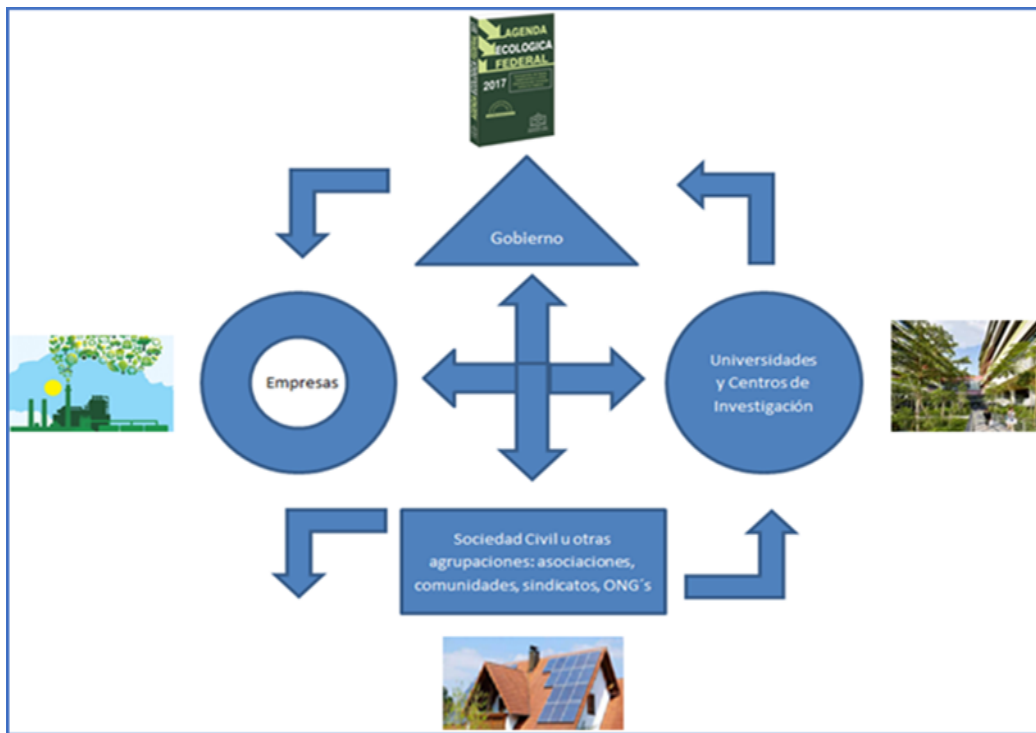 AGENDA
ECOLOGICA
FEDERAL
2017
Gobierno
Empresas
Universidades
y Centros de
Investigación
Sociedad Civil u otras
agrupaciones: asociaciones,
comunidades, sindicatos, ONG´s